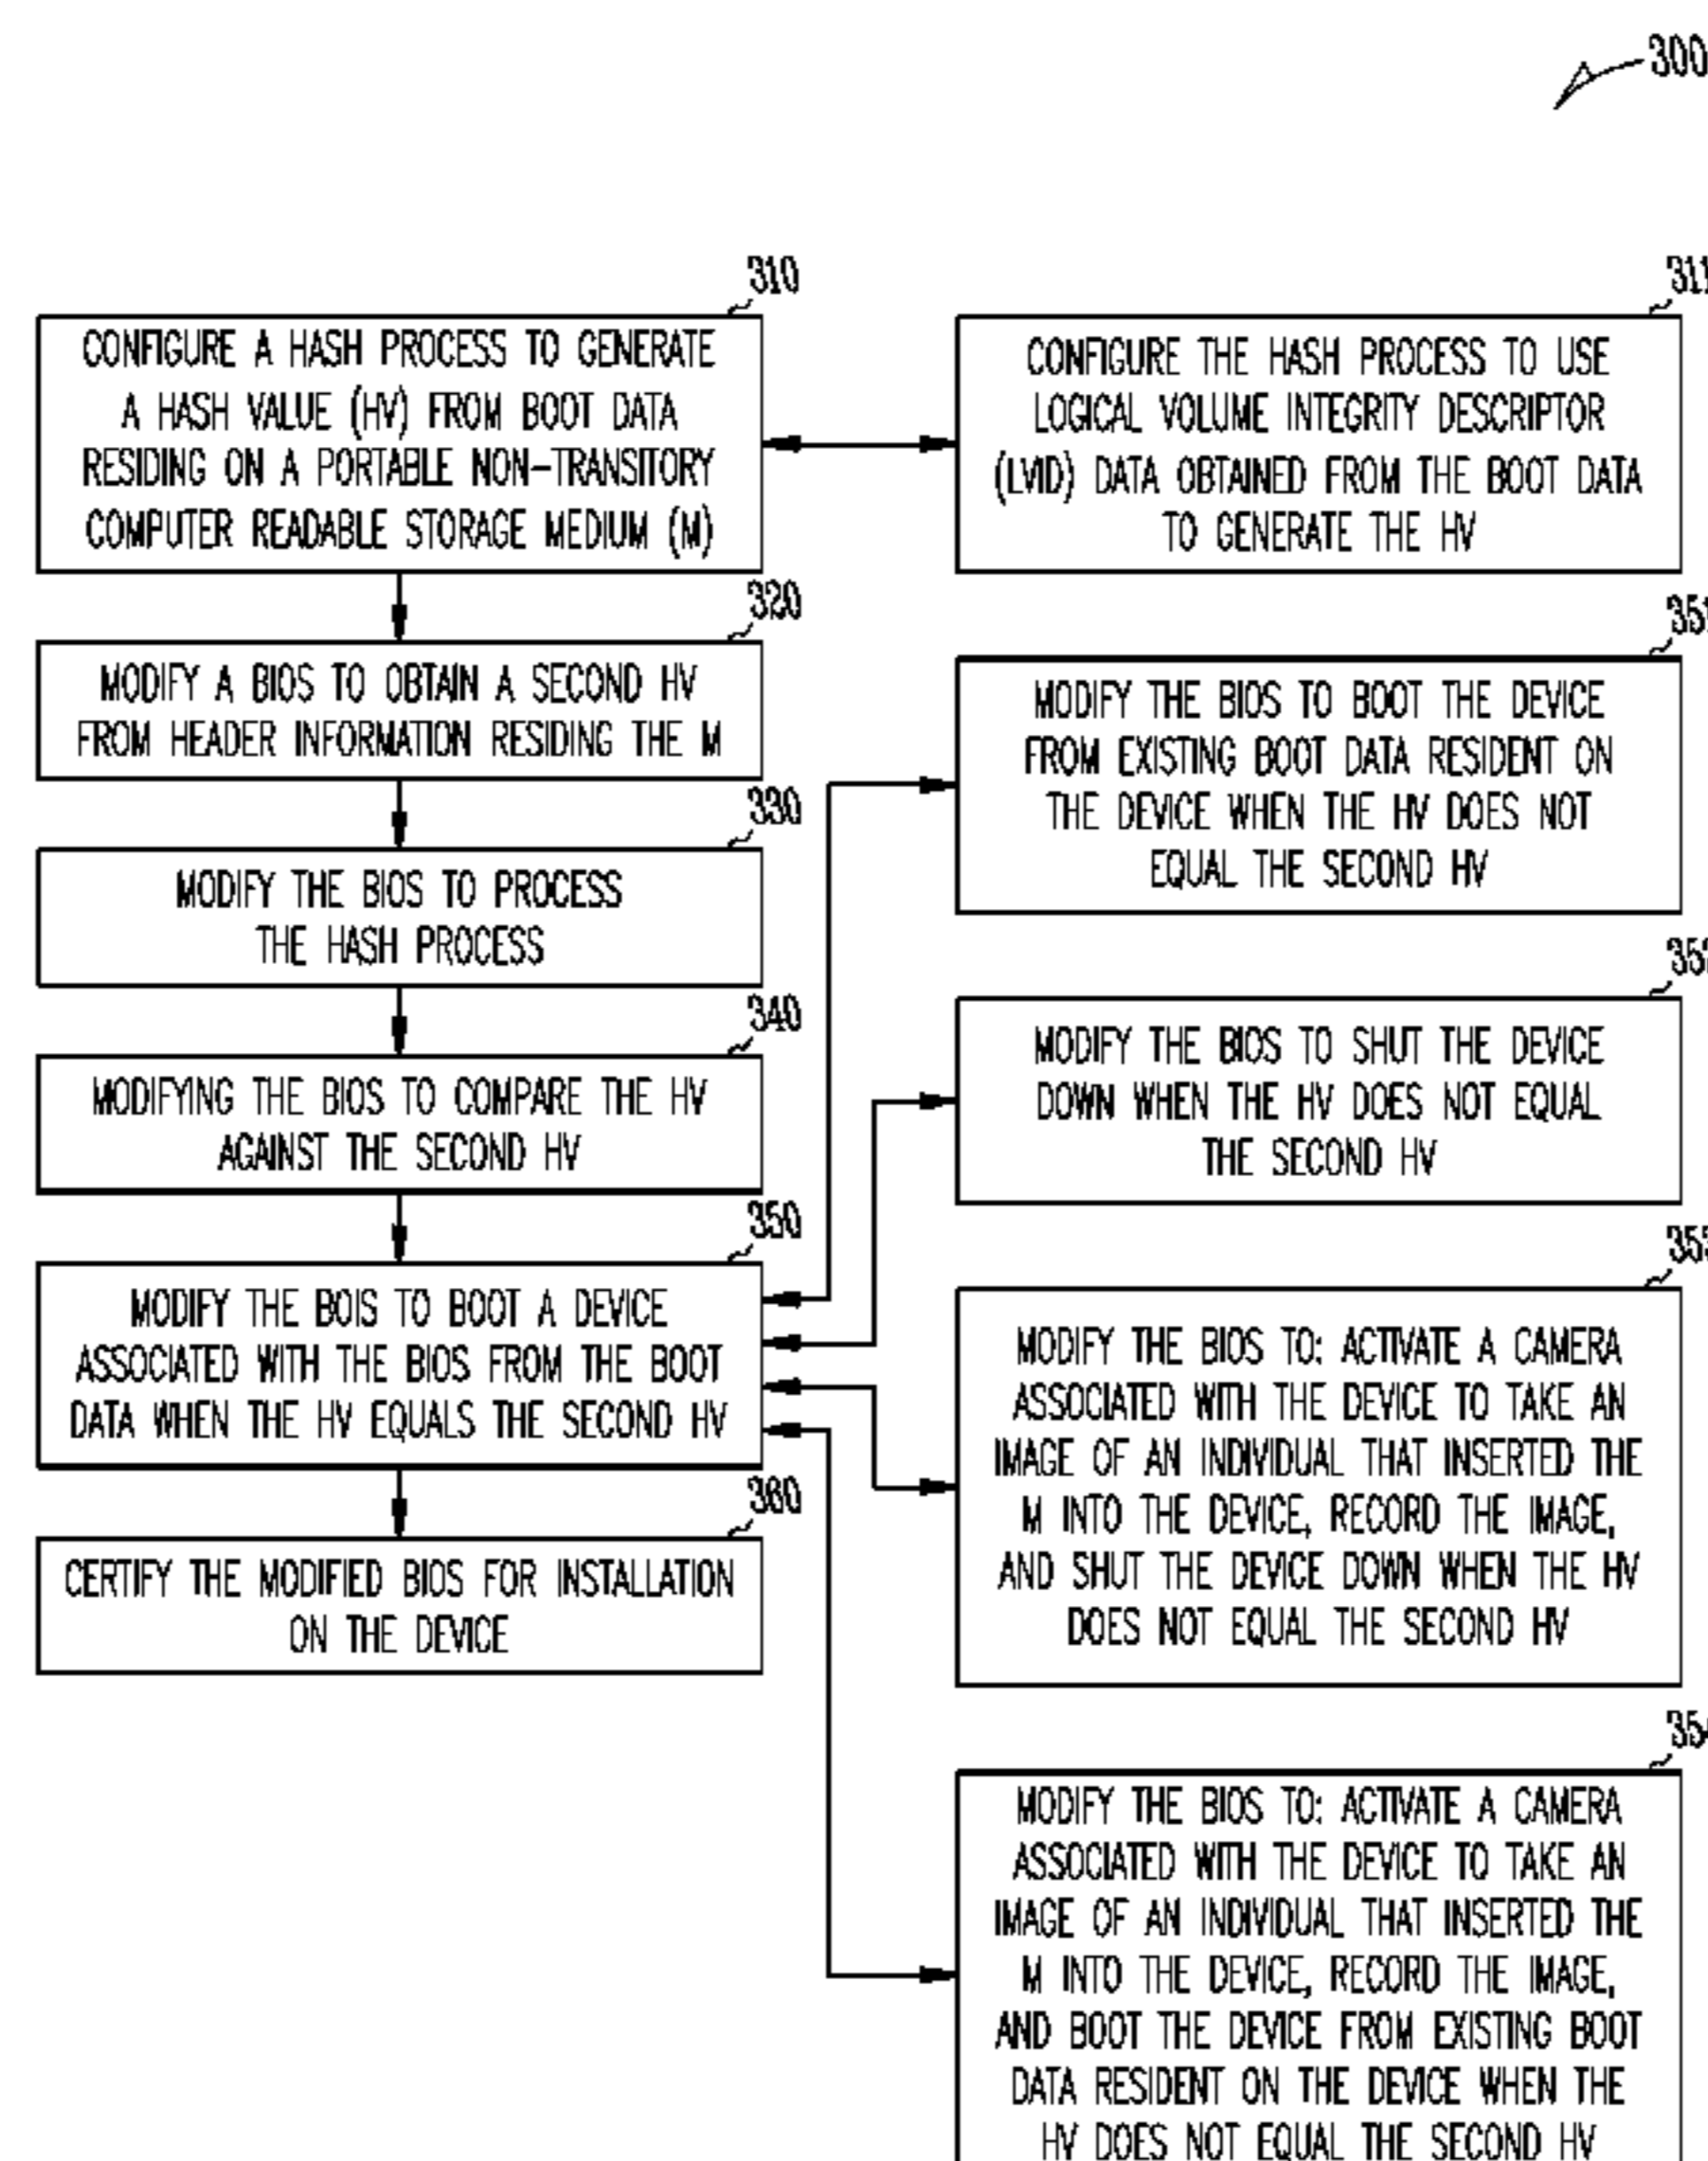 300
310
CONFIGURE A HASH PROCESS TO GENERATE
A HASH VALUE (HV) FROM BOOT DATA
RESIDING ON A PORTABLE NON-TRANSITORY
COMPUTER READABLE STORAGE MEDIUM (M)
311
CONFIGURE THE HASH PROCESS TO USE
LOGICAL VOLUME INTEGRITY DESCRIPTOR
(LVID) DATA OBTAINED FROM THE BOOT DATA
TO GENERATE THE HV
320
MODIFY A BIOS TO OBTAIN A SECOND HV
FROM HEADER INFORMATION RESIDING THE M
330
MODIFY THE BIOS TO PROCESS
THE HASH PROCESS
340
MODIFYING THE BIOS TO COMPARE THE HV
AGAINST THE SECOND HV
350
MODIFY THE BOIS TO BOOT A DEVICE
ASSOCIATED WITH THE BIOS FROM THE BOOT
DATA WHEN THE HV EQUALS THE SECOND HV
360
CERTIFY THE MODIFIED BIOS FOR INSTALLATION
ON THE DEVICE
351
MODIFY THE BIOS TO BOOT THE DEVICE
FROM EXISTING BOOT DATA RESIDENT ON
THE DEVICE WHEN THE HV DOES NOT
EQUAL THE SECOND HV
352
MODIFY THE BIOS TO SHUT THE DEVICE
DOWN WHEN THE HV DOES NOT EQUAL
THE SECOND HV
353
MODIFY THE BIOS TO: ACTIVATE A CAMERA
ASSOCIATED WITH THE DEVICE TO TAKE AN
IMAGE OF AN INDIVIDUAL THAT INSERTED THE
M INTO THE DEVICE, RECORD THE IMAGE,
AND SHUT THE DEVICE DOWN WHEN THE HV
DOES NOT EQUAL THE SECOND HV
354
MODIFY THE BIOS TO: ACTIVATE A CAMERA
ASSOCIATED WITH THE DEVICE TO TAKE AN
IMAGE OF AN INDIVIDUAL THAT INSERTED THE
M INTO THE DEVICE, RECORD THE IMAGE,
AND BOOT THE DEVICE FROM EXISTING BOOT
DATA RESIDENT ON THE DEVICE WHEN THE
HV DOES NOT EQUAL THE SECOND HV